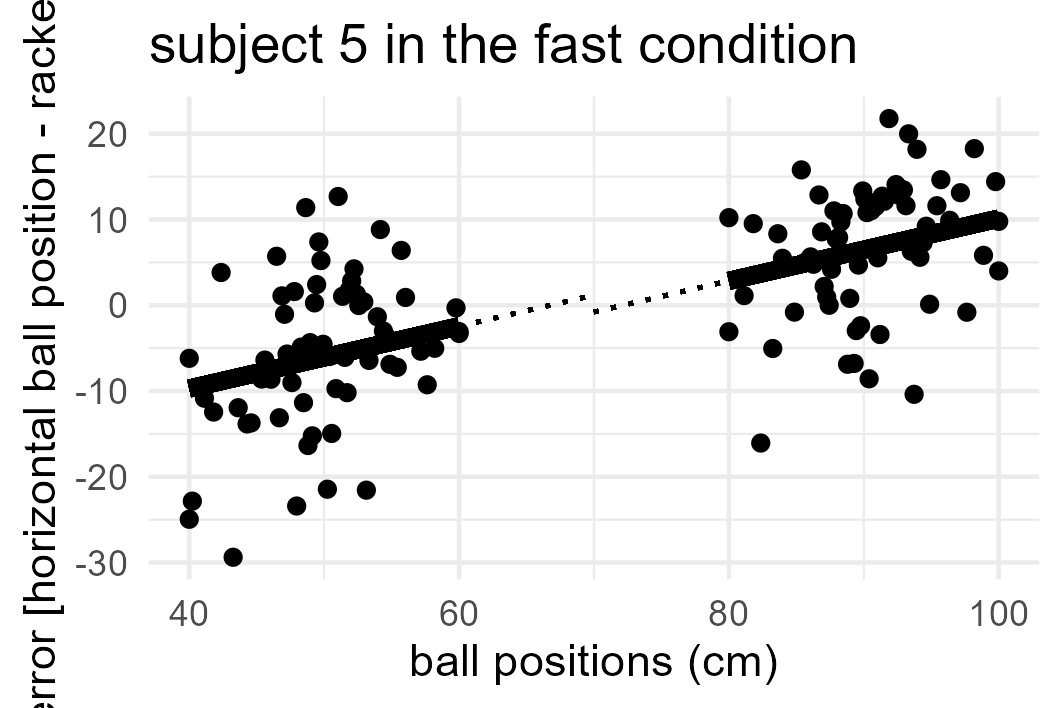 subject 5 in the fast condition
error [horizontal ball position - racke
20
10
0
-10
-20
-30
40 60 80 100
ball positions (cm)